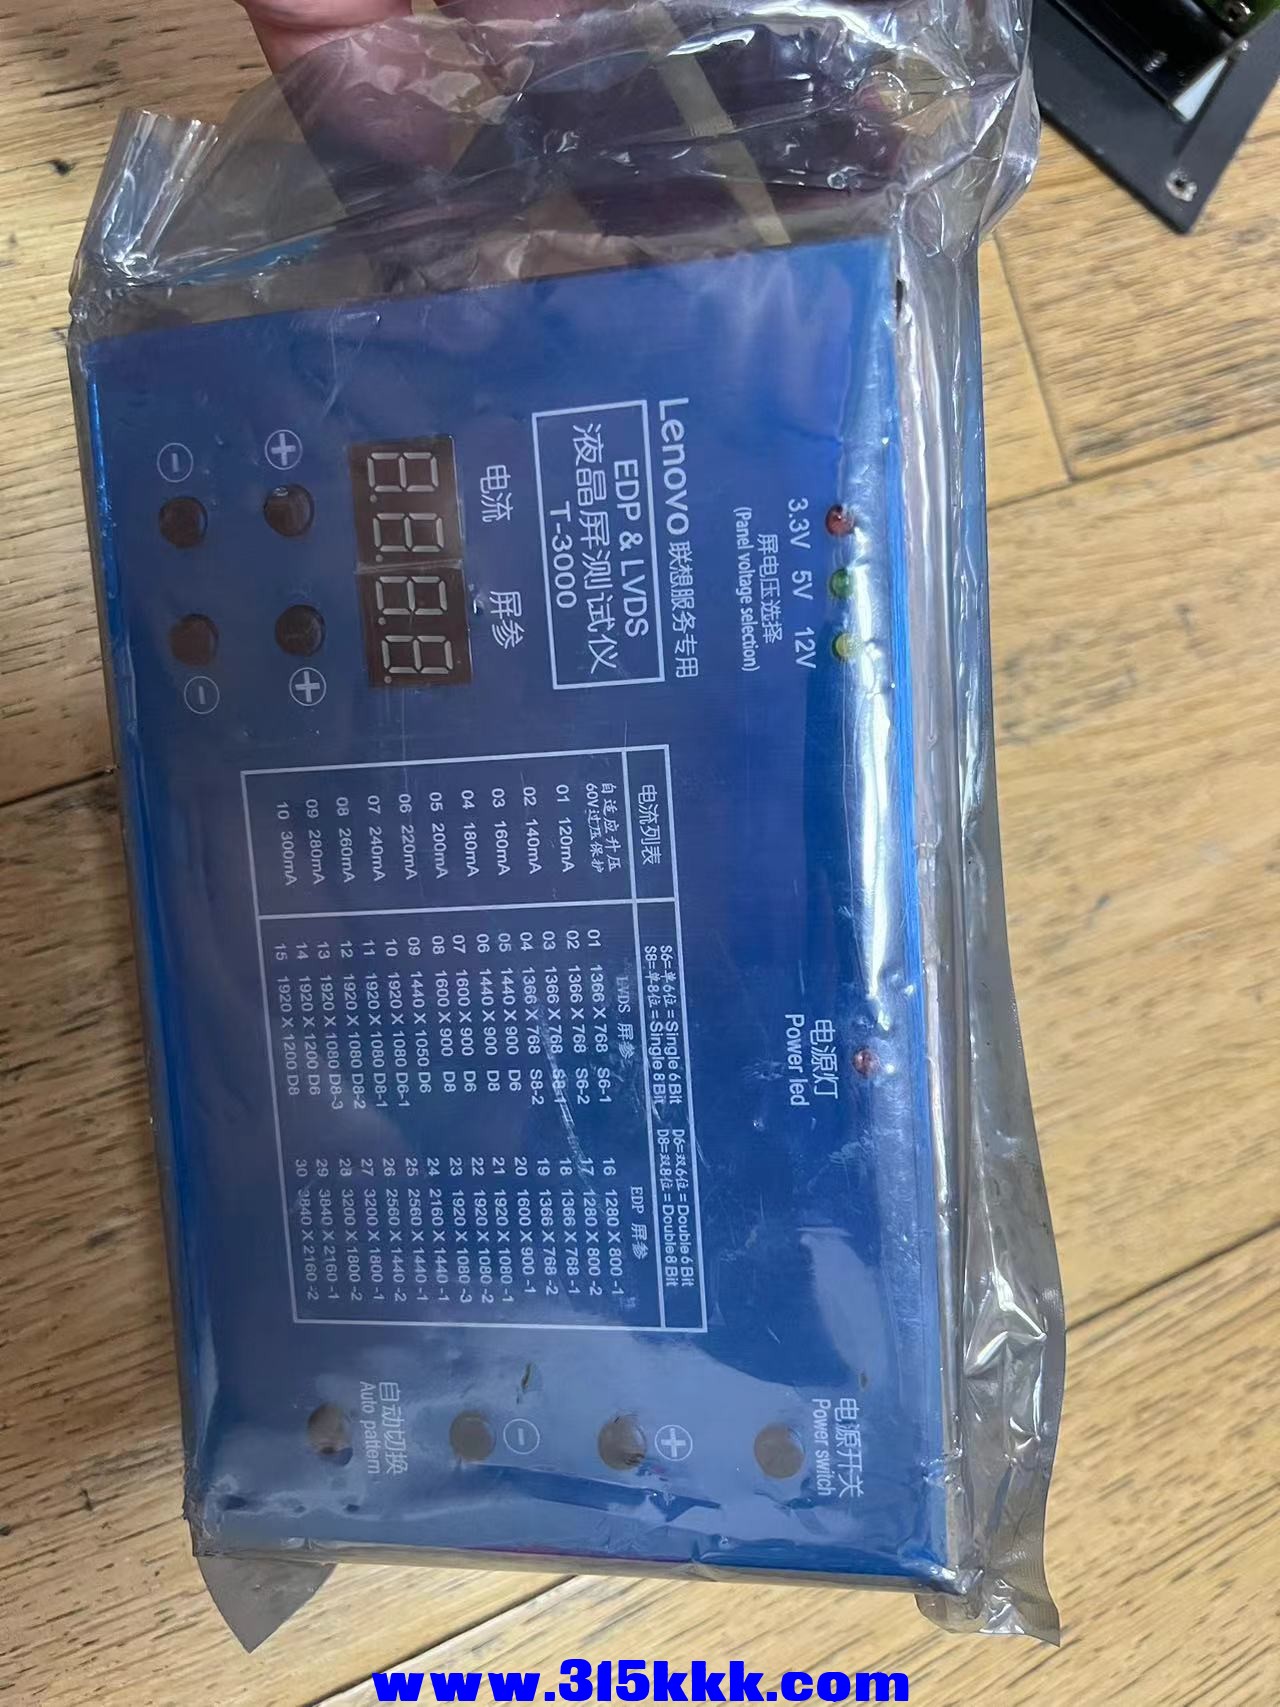 3.3V 5V 12V
屏电压选择
(Panel voltage selection)
电源灯
Power led
Lenovo 联想服务专用
EDP & LVDS
液晶屏测试仪
T-3000
电流 屏参
8.8.8.8.
+
-
+
-
电流列表
自适应升压
60V过压保护
01 120mA
02 140mA
03 160mA
04 180mA
05 200mA
06 220mA
07 240mA
08 260mA
09 280mA
10 300mA
S6=单6位=Single 6 Bit D6=双6位=Double 6 Bit
S8=单8位=Single 8 Bit D8=双8位=Double 8 Bit
LVDS 屏参
01 1366 X 768 S6-1
02 1366 X 768 S6-2
03 1366 X 768 S8-1
04 1366 X 768 S8-2
05 1440 X 900 D6
06 1440 X 900 D8
07 1600 X 900 D6
08 1600 X 900 D8
09 1440 X 1050 D6
10 1920 X 1080 D6-1
11 1920 X 1080 D8-1
12 1920 X 1080 D8-2
13 1920 X 1080 D8-3
14 1920 X 1200 D6
15 1920 X 1200 D8
EDP 屏参
16 1280 X 800 -1
17 1280 X 800 -2
18 1366 X 768 -1
19 1366 X 768 -2
20 1600 X 900 -1
21 1920 X 1080 -1
22 1920 X 1080 -2
23 1920 X 1080 -3
24 2160 X 1440 -1
25 2560 X 1440 -1
26 2560 X 1440 -2
27 3200 X 1800 -1
28 3200 X 1800 -2
29 3840 X 2160 -1
30 3840 X 2160 -2
电源开关
Power switch
+
-
自动切换
Auto pattern
www.315kkk.com